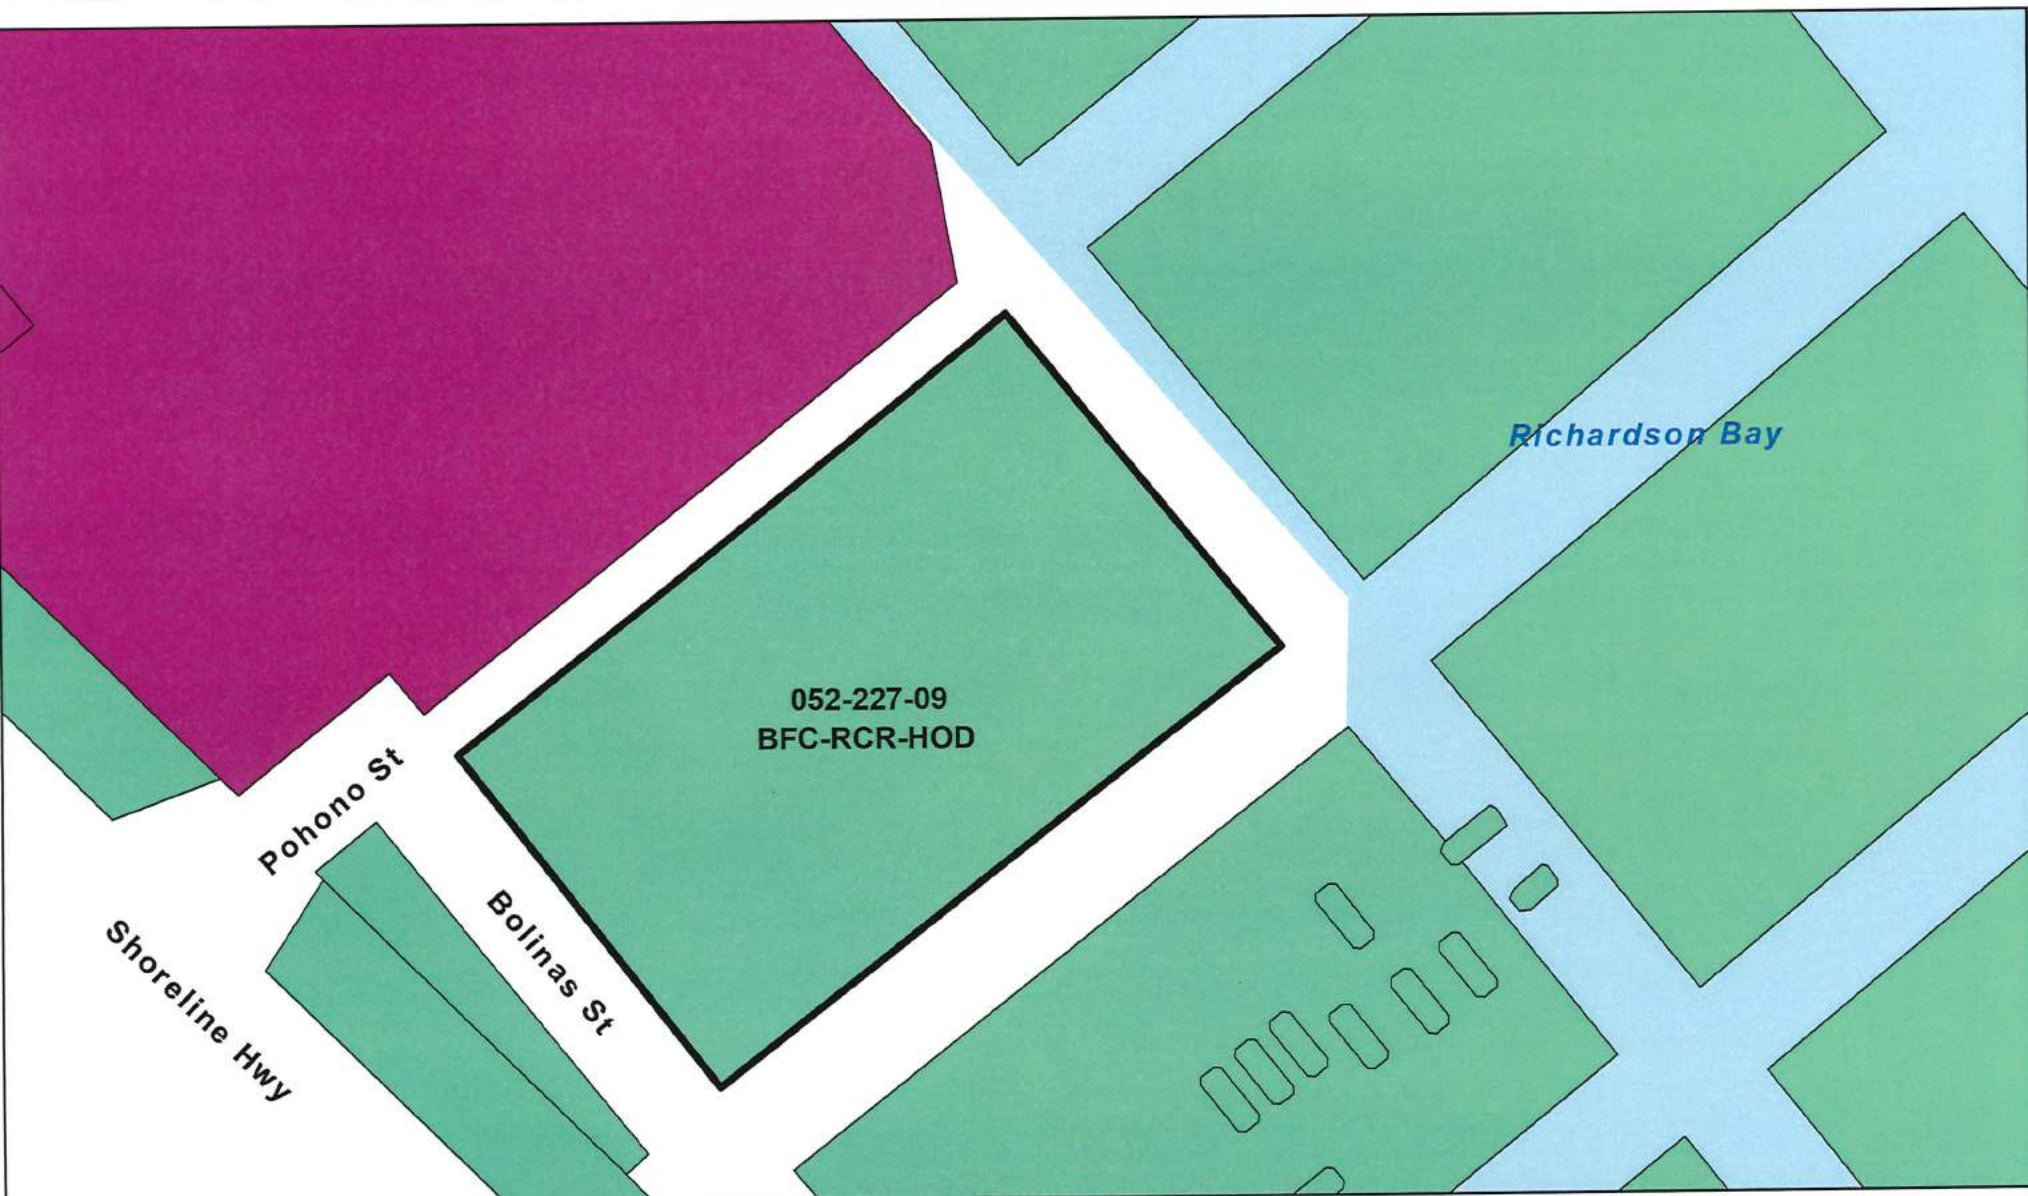 Richardson Bay
052-227-09
BFC-RCR-HOD
Pohono St
Bolinas St
Shoreline Hwy